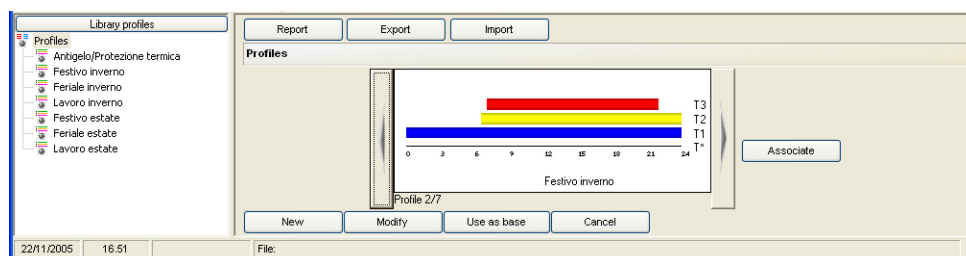 Library profiles
Profiles
Antigelo/Protezione termica
Festivo inverno
Feriale inverno
Lavoro inverno
Festivo estate
Feriale estate
Lavoro estate
Report Export Import
Profiles
T3
T2
T1
T*
0 3 6 9 12 15 18 21 24
Festivo inverno
Profile 2/7
Associate
New Modify Use as base Cancel
22/11/2005 16.51 File: